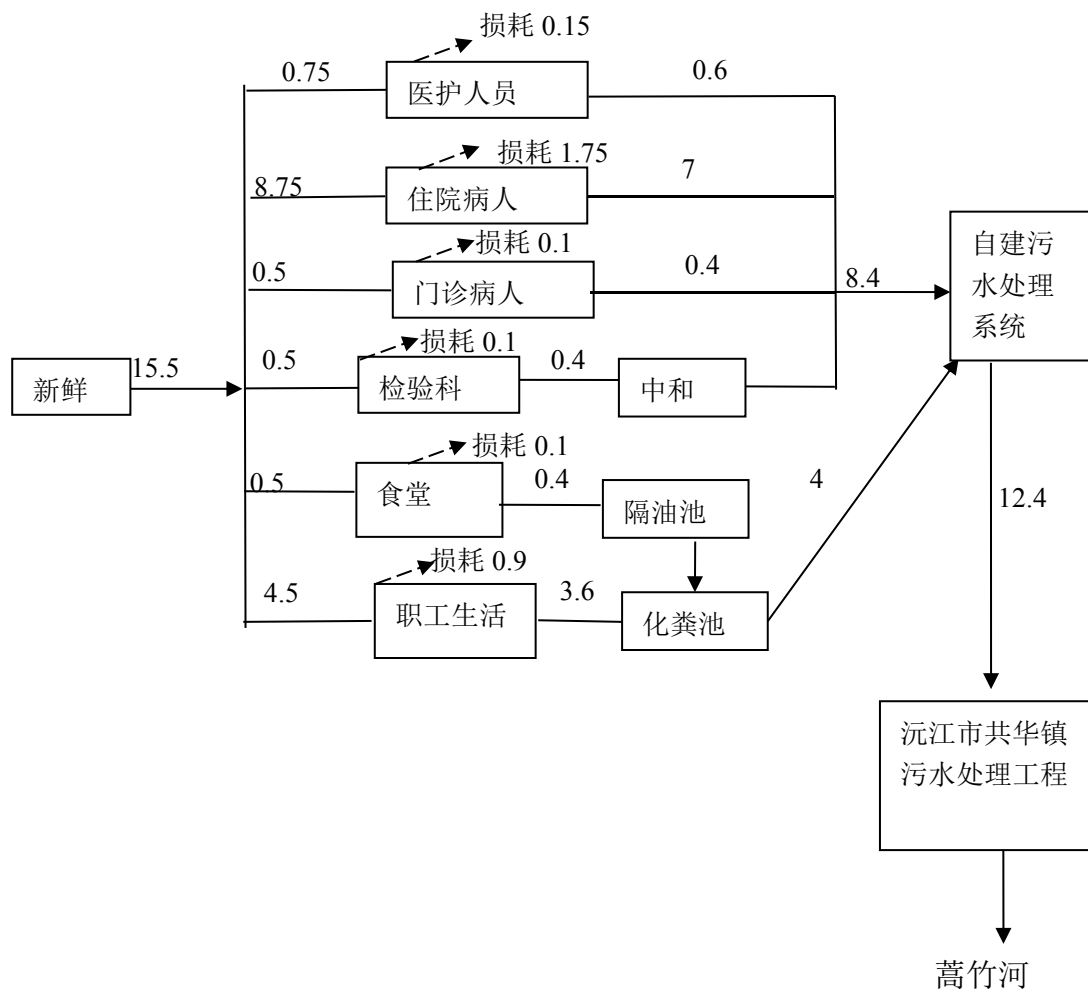 损耗 0.15
0.75
医护人员
0.6
损耗 1.75
8.75
住院病人
7
损耗 0.1
0.5
门诊病人
0.4
8.4
自建污
水处理
系统
新鲜
15.5
损耗 0.1
0.5
检验科
0.4
中和
损耗 0.1
0.5
食堂
0.4
隔油池
4
12.4
损耗 0.9
4.5
职工生活
3.6
化粪池
沅江市共华镇
污水处理工程
蒿竹河